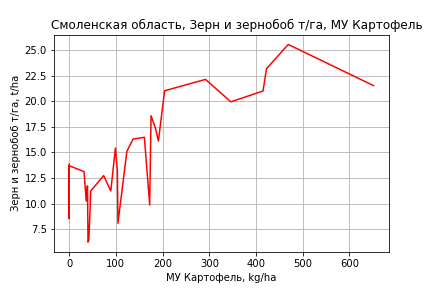 Смоленская область, Зерн и зернобоб т/га, МУ Картофель
25.0
22.5
20.0
17.5
15.0
12.5
10.0
7.5
Зерн и зернобоб т/га, t/ha
0 100 200 300 400 500 600
МУ Картофель, kg/ha